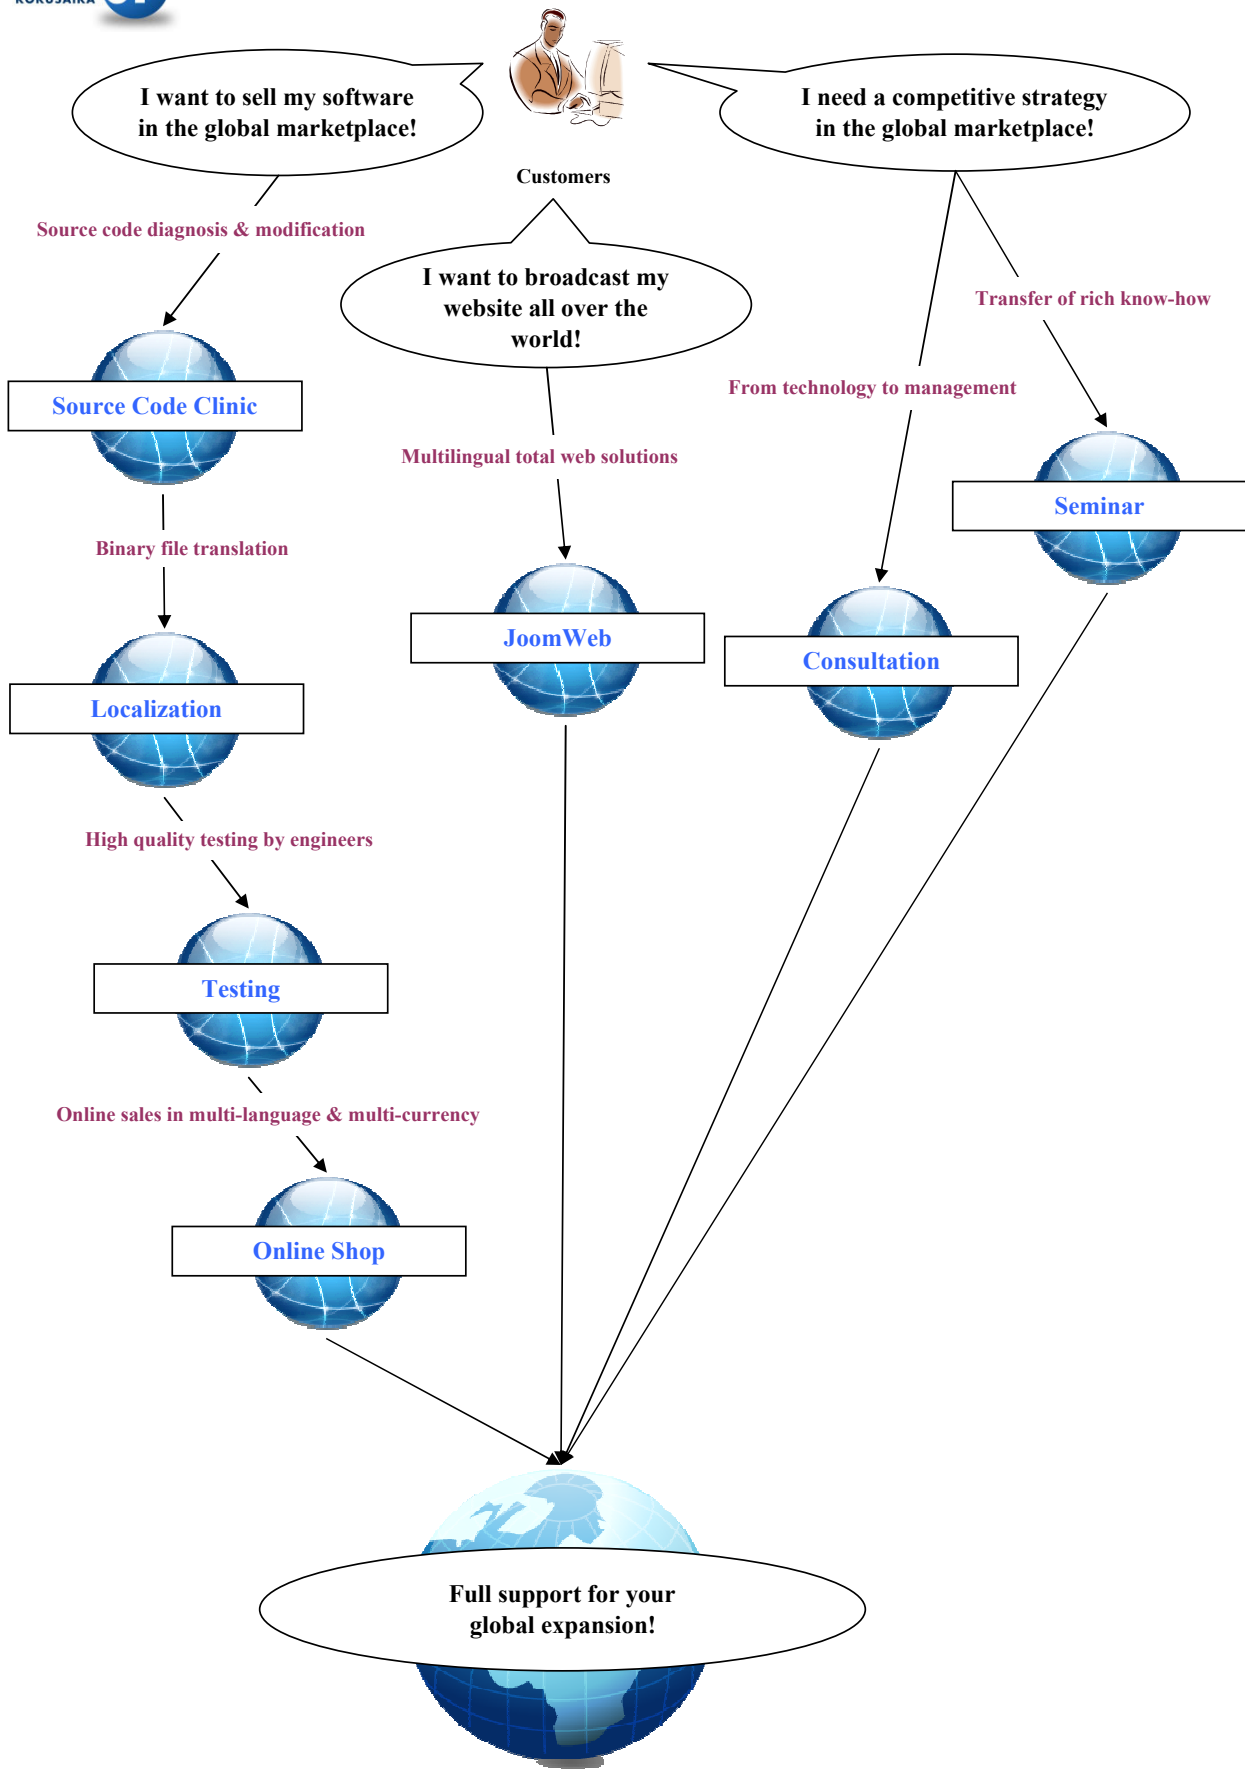 KOKUSAIKA
I want to sell my software
in the global marketplace!
I need a competitive strategy
in the global marketplace!
Customers
Source code diagnosis & modification
I want to broadcast my
website all over the
world!
Transfer of rich know-how
From technology to management
Source Code Clinic
Multilingual total web solutions
Seminar
Binary file translation
JoomWeb
Consultation
Localization
High quality testing by engineers
Testing
Online sales in multi-language & multi-currency
Online Shop
Full support for your
global expansion!